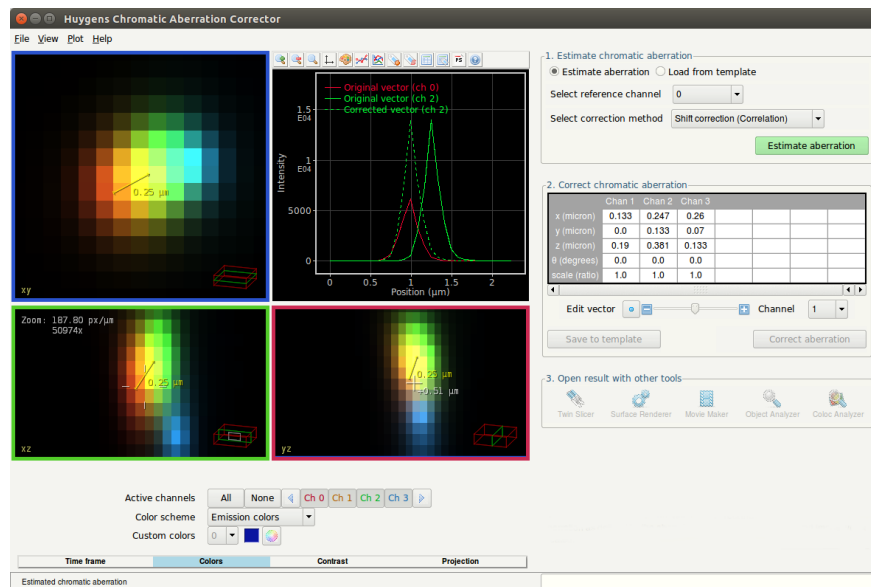 Huygens Chromatic Aberration Corrector
File View Plot Help
xy
0.25 µm
Original vector (ch 0)
Original vector (ch 2)
Corrected vector (ch 2)
1.5
E04
1
E04
5000
0
Intensity
0 0.5 1 1.5 2
Position (µm)
Zoom: 187.80 px/µm
50974x
0.25 µm
xz
0.25 µm
0.51 µm
yz
Active channels All None Ch 0 Ch 1 Ch 2 Ch 3
Color scheme Emission colors
Custom colors 0
Time frame Colors Contrast Projection
Estimated chromatic aberration
1. Estimate chromatic aberration
Estimate aberration Load from template
Select reference channel 0
Select correction method Shift correction (Correlation)
Estimate aberration
2. Correct chromatic aberration
Chan 1 Chan 2 Chan 3
x (micron) 0.133 0.247 0.26
y (micron) 0.0 0.133 0.07
z (micron) 0.19 0.381 0.133
θ (degrees) 0.0 0.0 0.0
scale (ratio) 1.0 1.0 1.0
Edit vector Channel 1
Save to template Correct aberration
3. Open result with other tools
Twin Slicer Surface Renderer Movie Maker Object Analyzer Coloc Analyzer